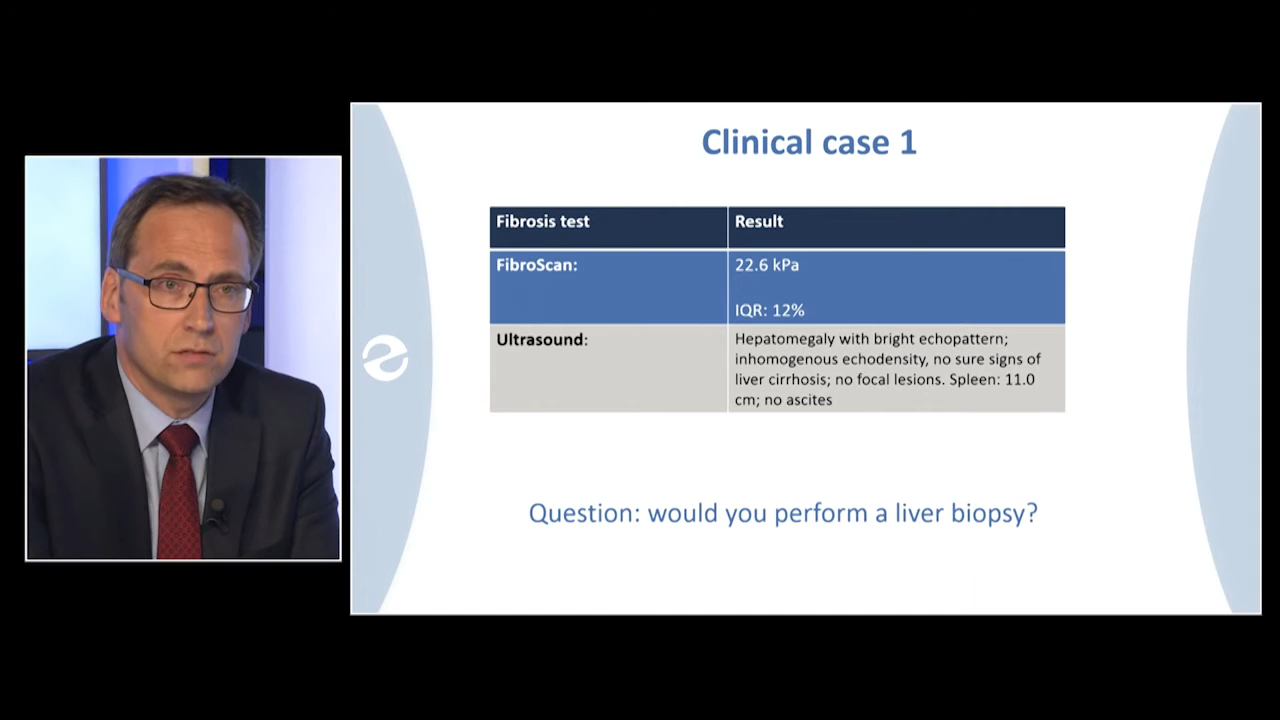 Clinical case 1
Fibrosis test
Result
FibroScan:
22.6 kPa
IQR: 12%
Ultrasound:
Hepatomegaly with bright echopattern;
inhomogenous echodensity, no sure signs of
liver cirrhosis; no focal lesions. Spleen: 11.0
cm; no ascites
Question: would you perform a liver biopsy?